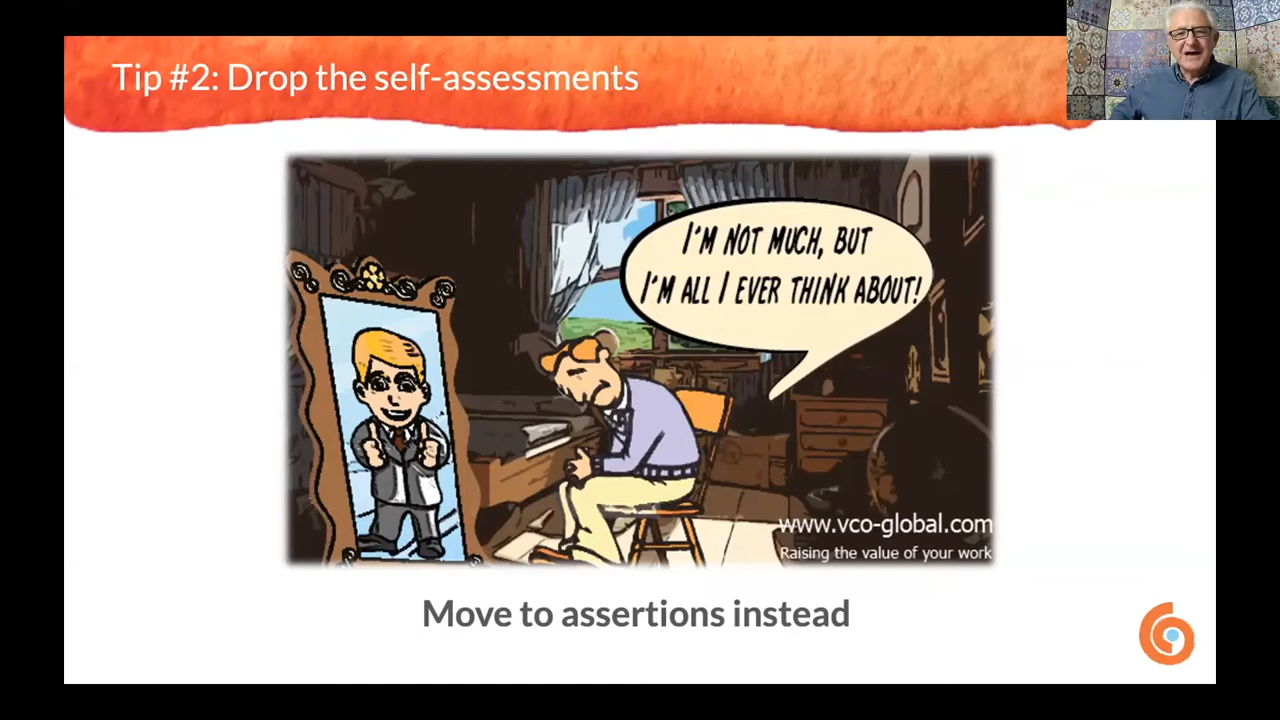 Tip #2: Drop the self-assessments
I'M NOT MUCH, BUT
I'M ALL I EVER THINK ABOUT!
www.vco-global.com
Raising the value of your work
Move to assertions instead